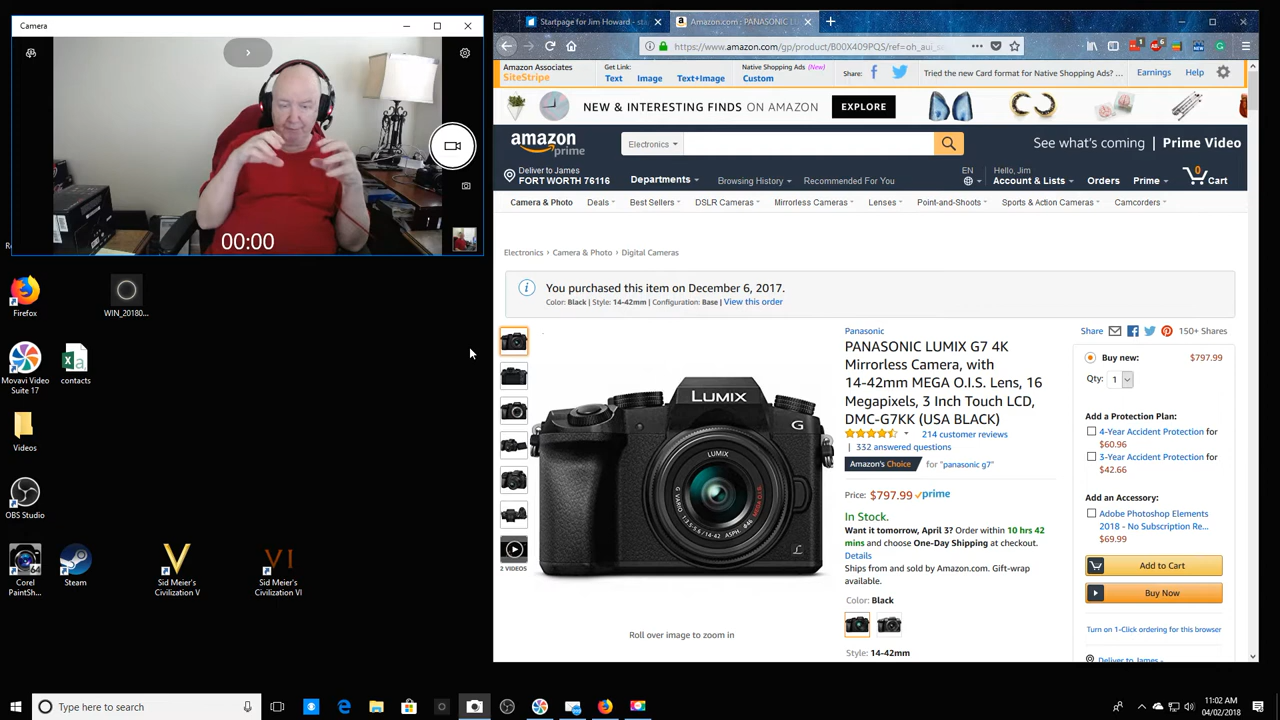 Camera
00:00
Firefox
WIN_20180...
Movavi Video
Suite 17
contacts
Videos
OBS Studio
Corel
PaintSh...
Steam
Sid Meier's
Civilization V
Sid Meier's
Civilization VI
Startpage for Jim Howard - sta
Amazon.com : PANASONIC LU
https://www.amazon.com/gp/product/B00X409PQS/ref=oh_aui_s
Amazon Associates
SiteStripe
Get Link:
Text Image Text+Image
Native Shopping Ads (New)
Custom
Share:
Tried the new Card format for Native Shopping Ads? ...
Earnings Help
NEW & INTERESTING FINDS ON AMAZON EXPLORE
amazon
prime
Electronics
See what's coming | Prime Video
Deliver to James
FORT WORTH 76116
Departments Browsing History Recommended For You
EN
Hello, Jim
Account & Lists Orders Prime 0 Cart
Camera & Photo Deals Best Sellers DSLR Cameras Mirrorless Cameras Lenses Point-and-Shoots Sports & Action Cameras Camcorders
Electronics › Camera & Photo › Digital Cameras
You purchased this item on December 6, 2017.
Color: Black | Style: 14-42mm | Configuration: Base | View this order
2 VIDEOS
LUMIX
G
LUMIX
Roll over image to zoom in
Panasonic
PANASONIC LUMIX G7 4K
Mirrorless Camera, with
14-42mm MEGA O.I.S. Lens, 16
Megapixels, 3 Inch Touch LCD,
DMC-G7KK (USA BLACK)
214 customer reviews
| 332 answered questions
Amazon's Choice for "panasonic g7"
Price: $797.99 prime
In Stock.
Want it tomorrow, April 3? Order within 10 hrs 42
mins and choose One-Day Shipping at checkout.
Details
Ships from and sold by Amazon.com. Gift-wrap
available.
Color: Black
Style: 14-42mm
Share 150+ Shares
Buy new: $797.99
Qty: 1
Add a Protection Plan:
4-Year Accident Protection for
$60.96
3-Year Accident Protection for
$42.66
Add an Accessory:
Adobe Photoshop Elements
2018 - No Subscription Re...
$69.99
Add to Cart
Buy Now
Turn on 1-Click ordering for this browser
Deliver to James -
Type here to search
11:02 AM
04/02/2018